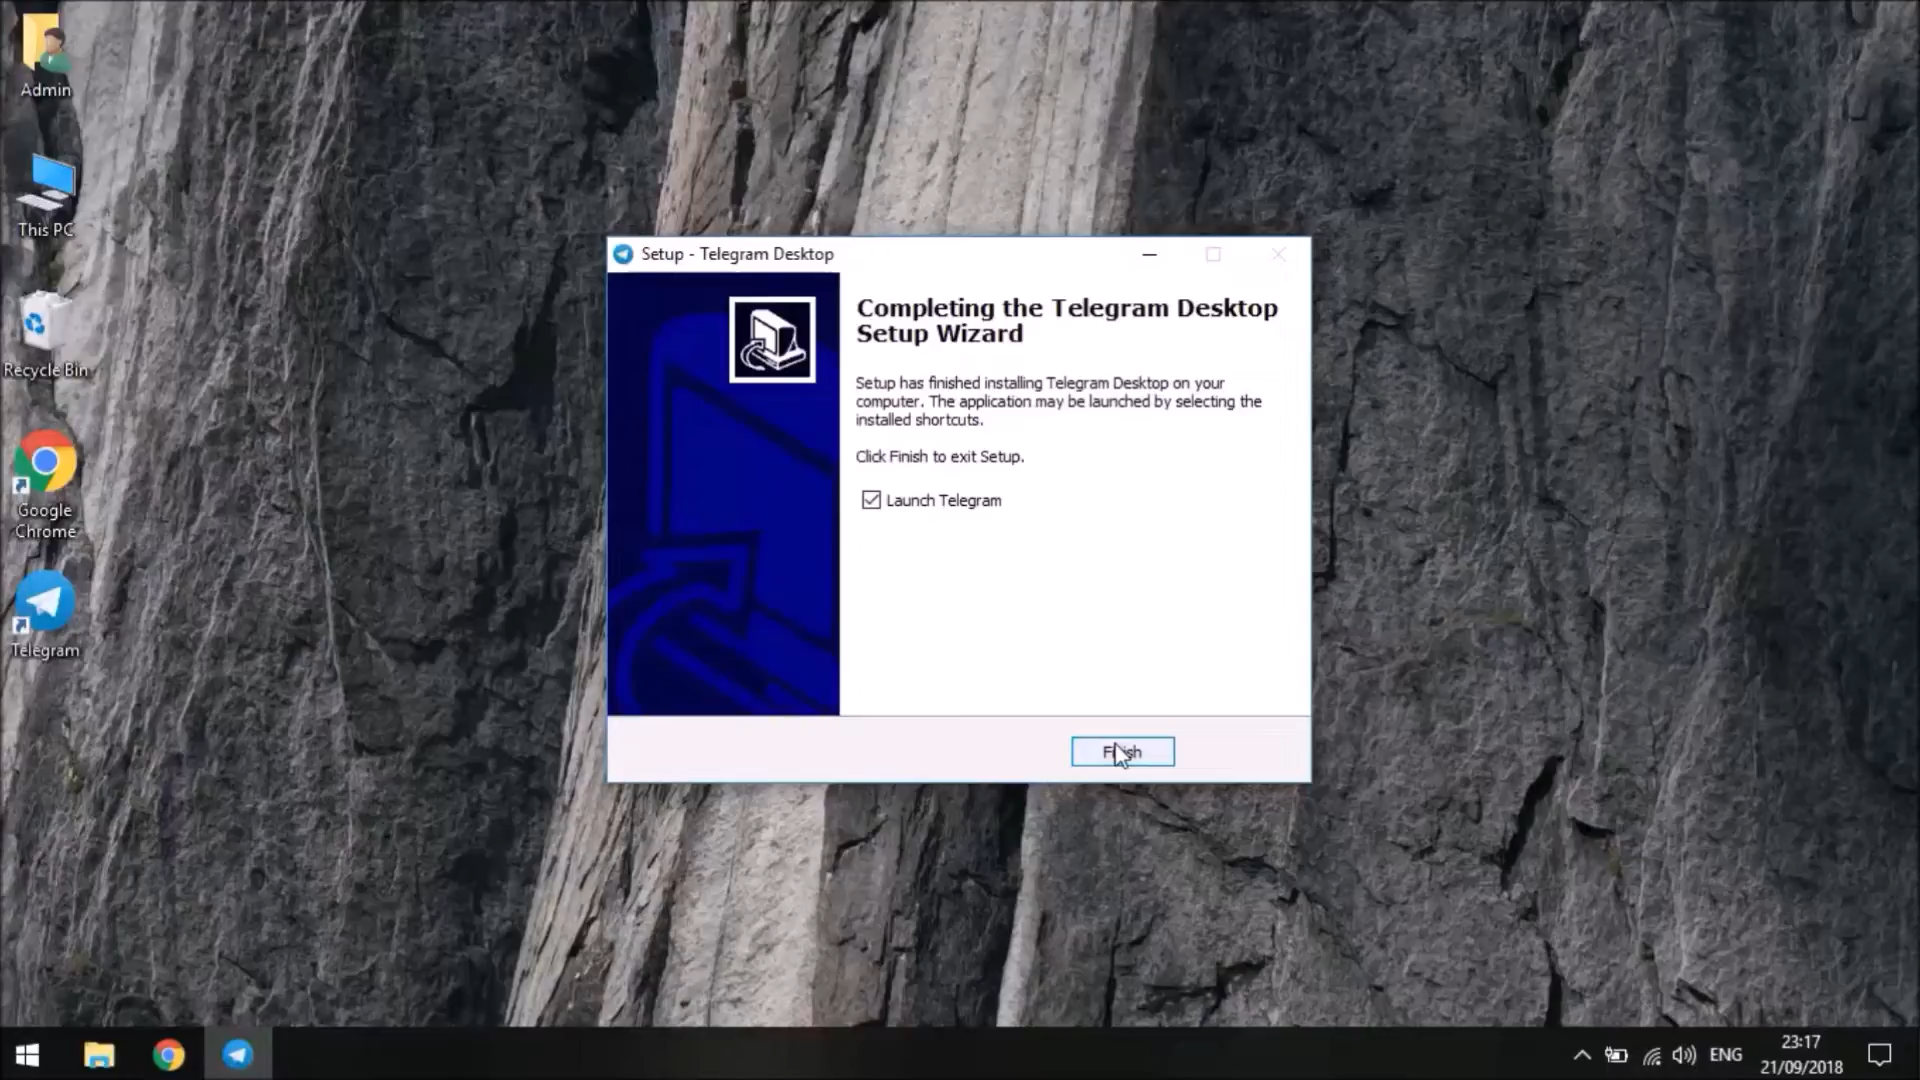 Admin
This PC
Recycle Bin
Google
Chrome
Telegram
Setup - Telegram Desktop
Completing the Telegram Desktop
Setup Wizard
Setup has finished installing Telegram Desktop on your
computer. The application may be launched by selecting the
installed shortcuts.
Click Finish to exit Setup.
Launch Telegram
Finish
ENG
23:17
21/09/2018